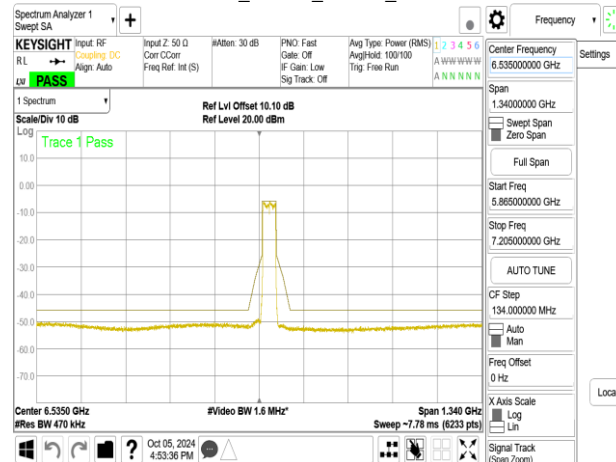 Spectrum Analyzer 1
Swept SA
+
Frequency
KEYSIGHT
RL
LXI
PASS
Input: RF
Coupling: DC
Align: Auto
Input Z: 50 Ω
Corr CCorr
Freq Ref: Int (S)
#Atten: 30 dB
PNO: Fast
Gate: Off
IF Gain: Low
Sig Track: Off
Avg Type: Power (RMS)
Avg|Hold: 100/100
Trig: Free Run
1 2 3 4 5 6
A W W W W W
A N N N N N
Center Frequency
6.535000000 GHz
Settings
Span
1.34000000 GHz
Swept Span
Zero Span
Full Span
Start Freq
5.865000000 GHz
Stop Freq
7.205000000 GHz
AUTO TUNE
CF Step
134.000000 MHz
Auto
Man
Freq Offset
0 Hz
X Axis Scale
Log
Lin
Signal Track
(Span Zoom)
Loca
1 Spectrum
Scale/Div 10 dB
Ref Lvl Offset 10.10 dB
Ref Level 20.00 dBm
Log
Trace 1 Pass
10.0
0.00
-10.0
-20.0
-30.0
-40.0
-50.0
-60.0
-70.0
Center 6.5350 GHz
#Video BW 1.6 MHz*
Span 1.340 GHz
#Res BW 470 kHz
Sweep ~7.78 ms (6233 pts)
?
Oct 05, 2024
4:53:36 PM